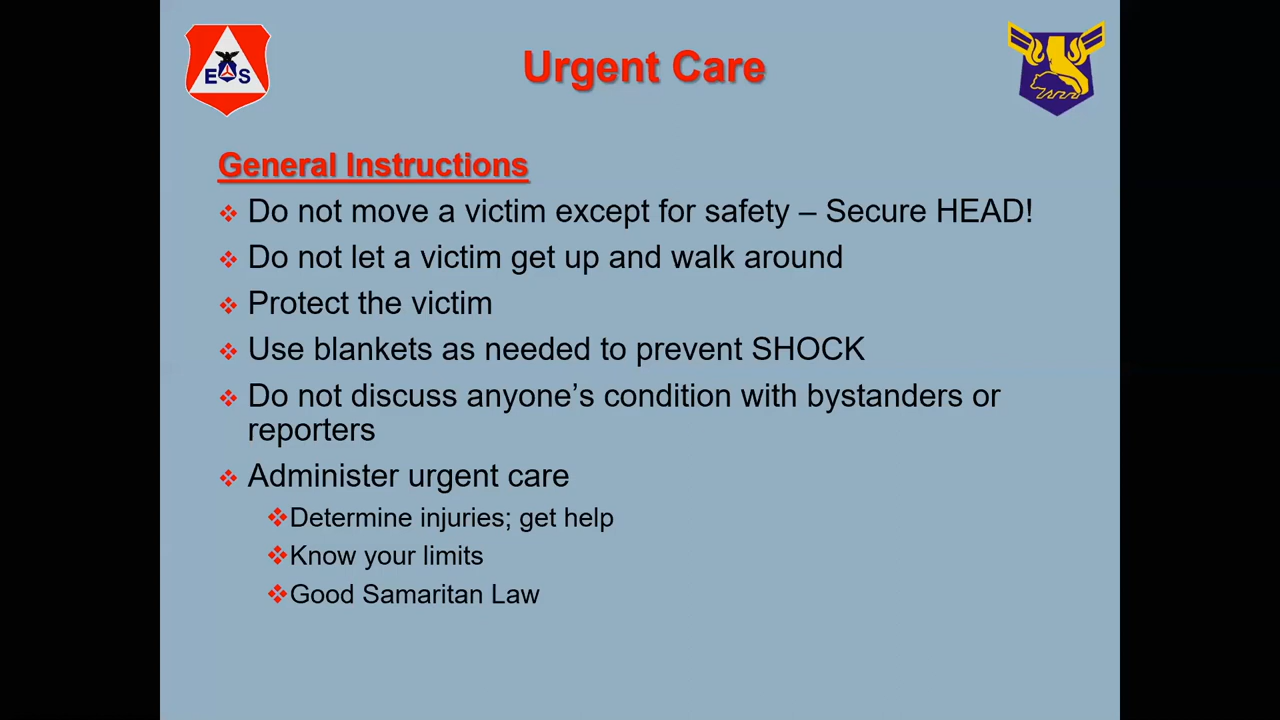 Urgent Care
E S
General Instructions
Do not move a victim except for safety – Secure HEAD!
Do not let a victim get up and walk around
Protect the victim
Use blankets as needed to prevent SHOCK
Do not discuss anyone’s condition with bystanders or
reporters
Administer urgent care
Determine injuries; get help
Know your limits
Good Samaritan Law